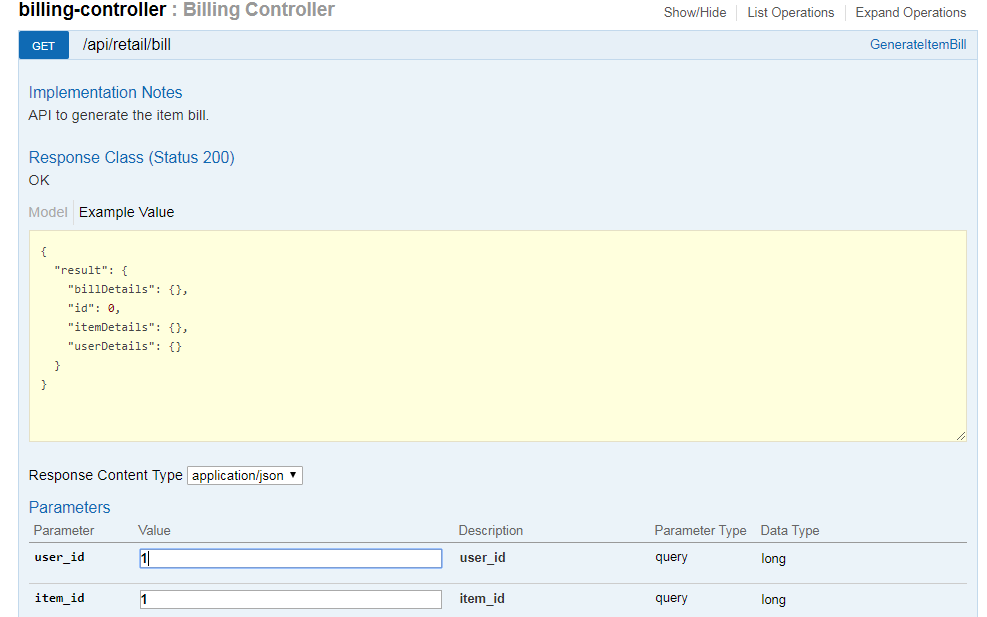 billing-controller : Billing Controller Show/Hide List Operations Expand Operations
GET /api/retail/bill GenerateItemBill
Implementation Notes
API to generate the item bill.
Response Class (Status 200)
OK
Model Example Value
{
  "result": {
    "billDetails": {},
    "id": 0,
    "itemDetails": {},
    "userDetails": {}
  }
}
Response Content Type application/json
Parameters
Parameter Value Description Parameter Type Data Type
user_id 1 user_id query long
item_id 1 item_id query long